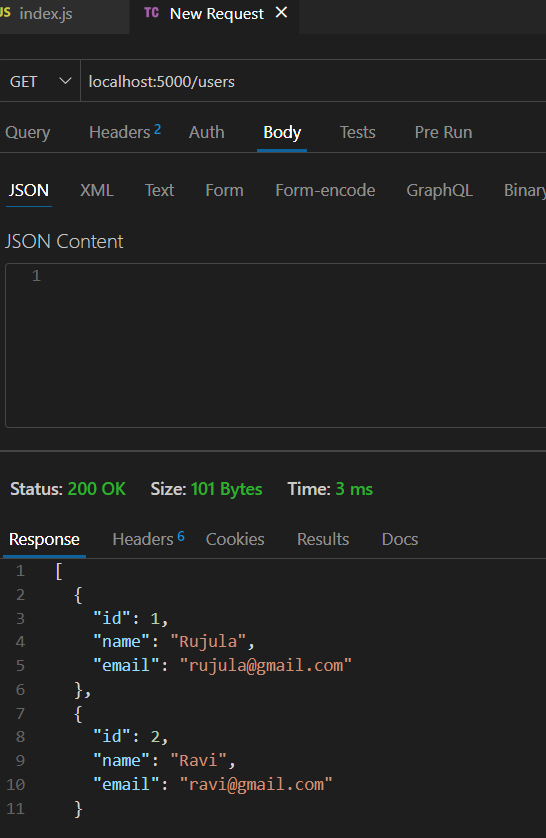 JS index.js TC New Request ✕
GET localhost:5000/users
Query Headers 2 Auth Body Tests Pre Run
JSON XML Text Form Form-encode GraphQL Binary
JSON Content
1
Status: 200 OK Size: 101 Bytes Time: 3 ms
Response Headers 6 Cookies Results Docs
1 [
2 {
3 "id": 1,
4 "name": "Rujula",
5 "email": "rujula@gmail.com"
6 },
7 {
8 "id": 2,
9 "name": "Ravi",
10 "email": "ravi@gmail.com"
11 }